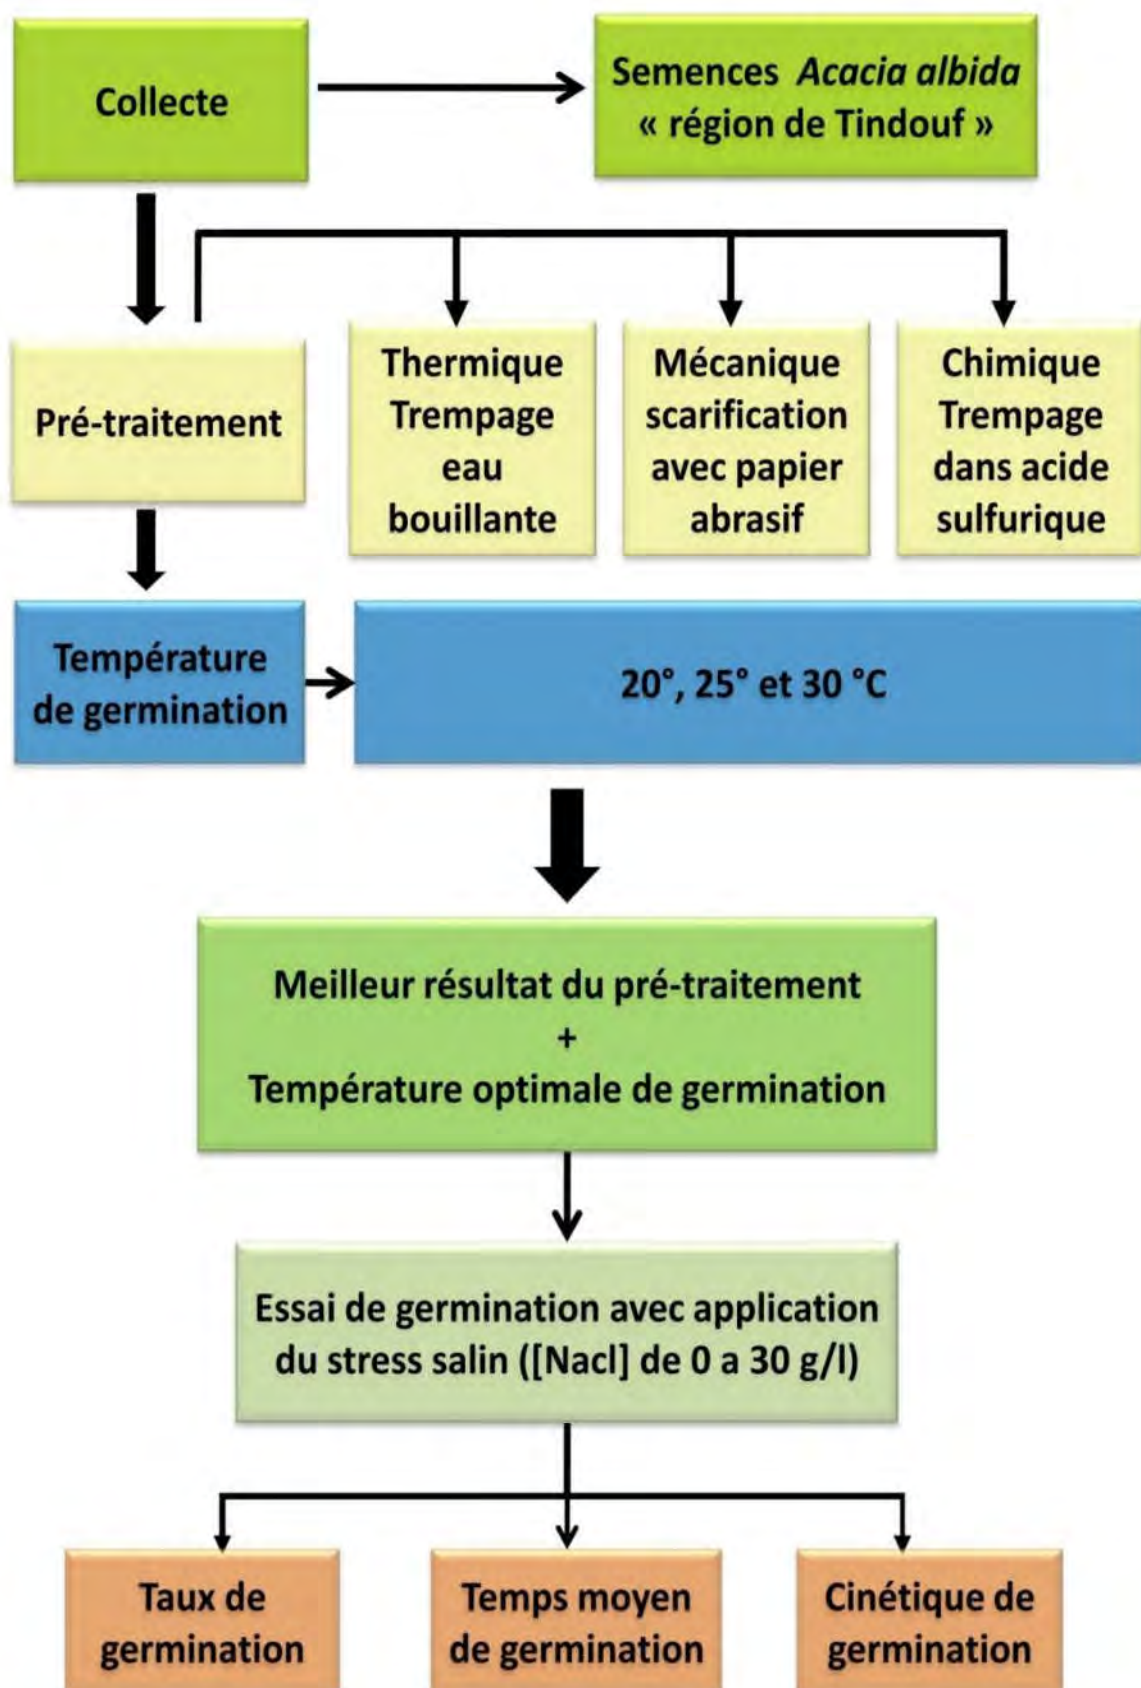 Collecte
Semences Acacia albida
« région de Tindouf »
Pré-traitement
Thermique
Trempage
eau
bouillante
Mécanique
scarification
avec papier
abrasif
Chimique
Trempage
dans acide
sulfurique
Température
de germination
20°, 25° et 30 °C
Meilleur résultat du pré-traitement
+
Température optimale de germination
Essai de germination avec application
du stress salin ([Nacl] de 0 a 30 g/l)
Taux de
germination
Temps moyen
de germination
Cinétique de
germination